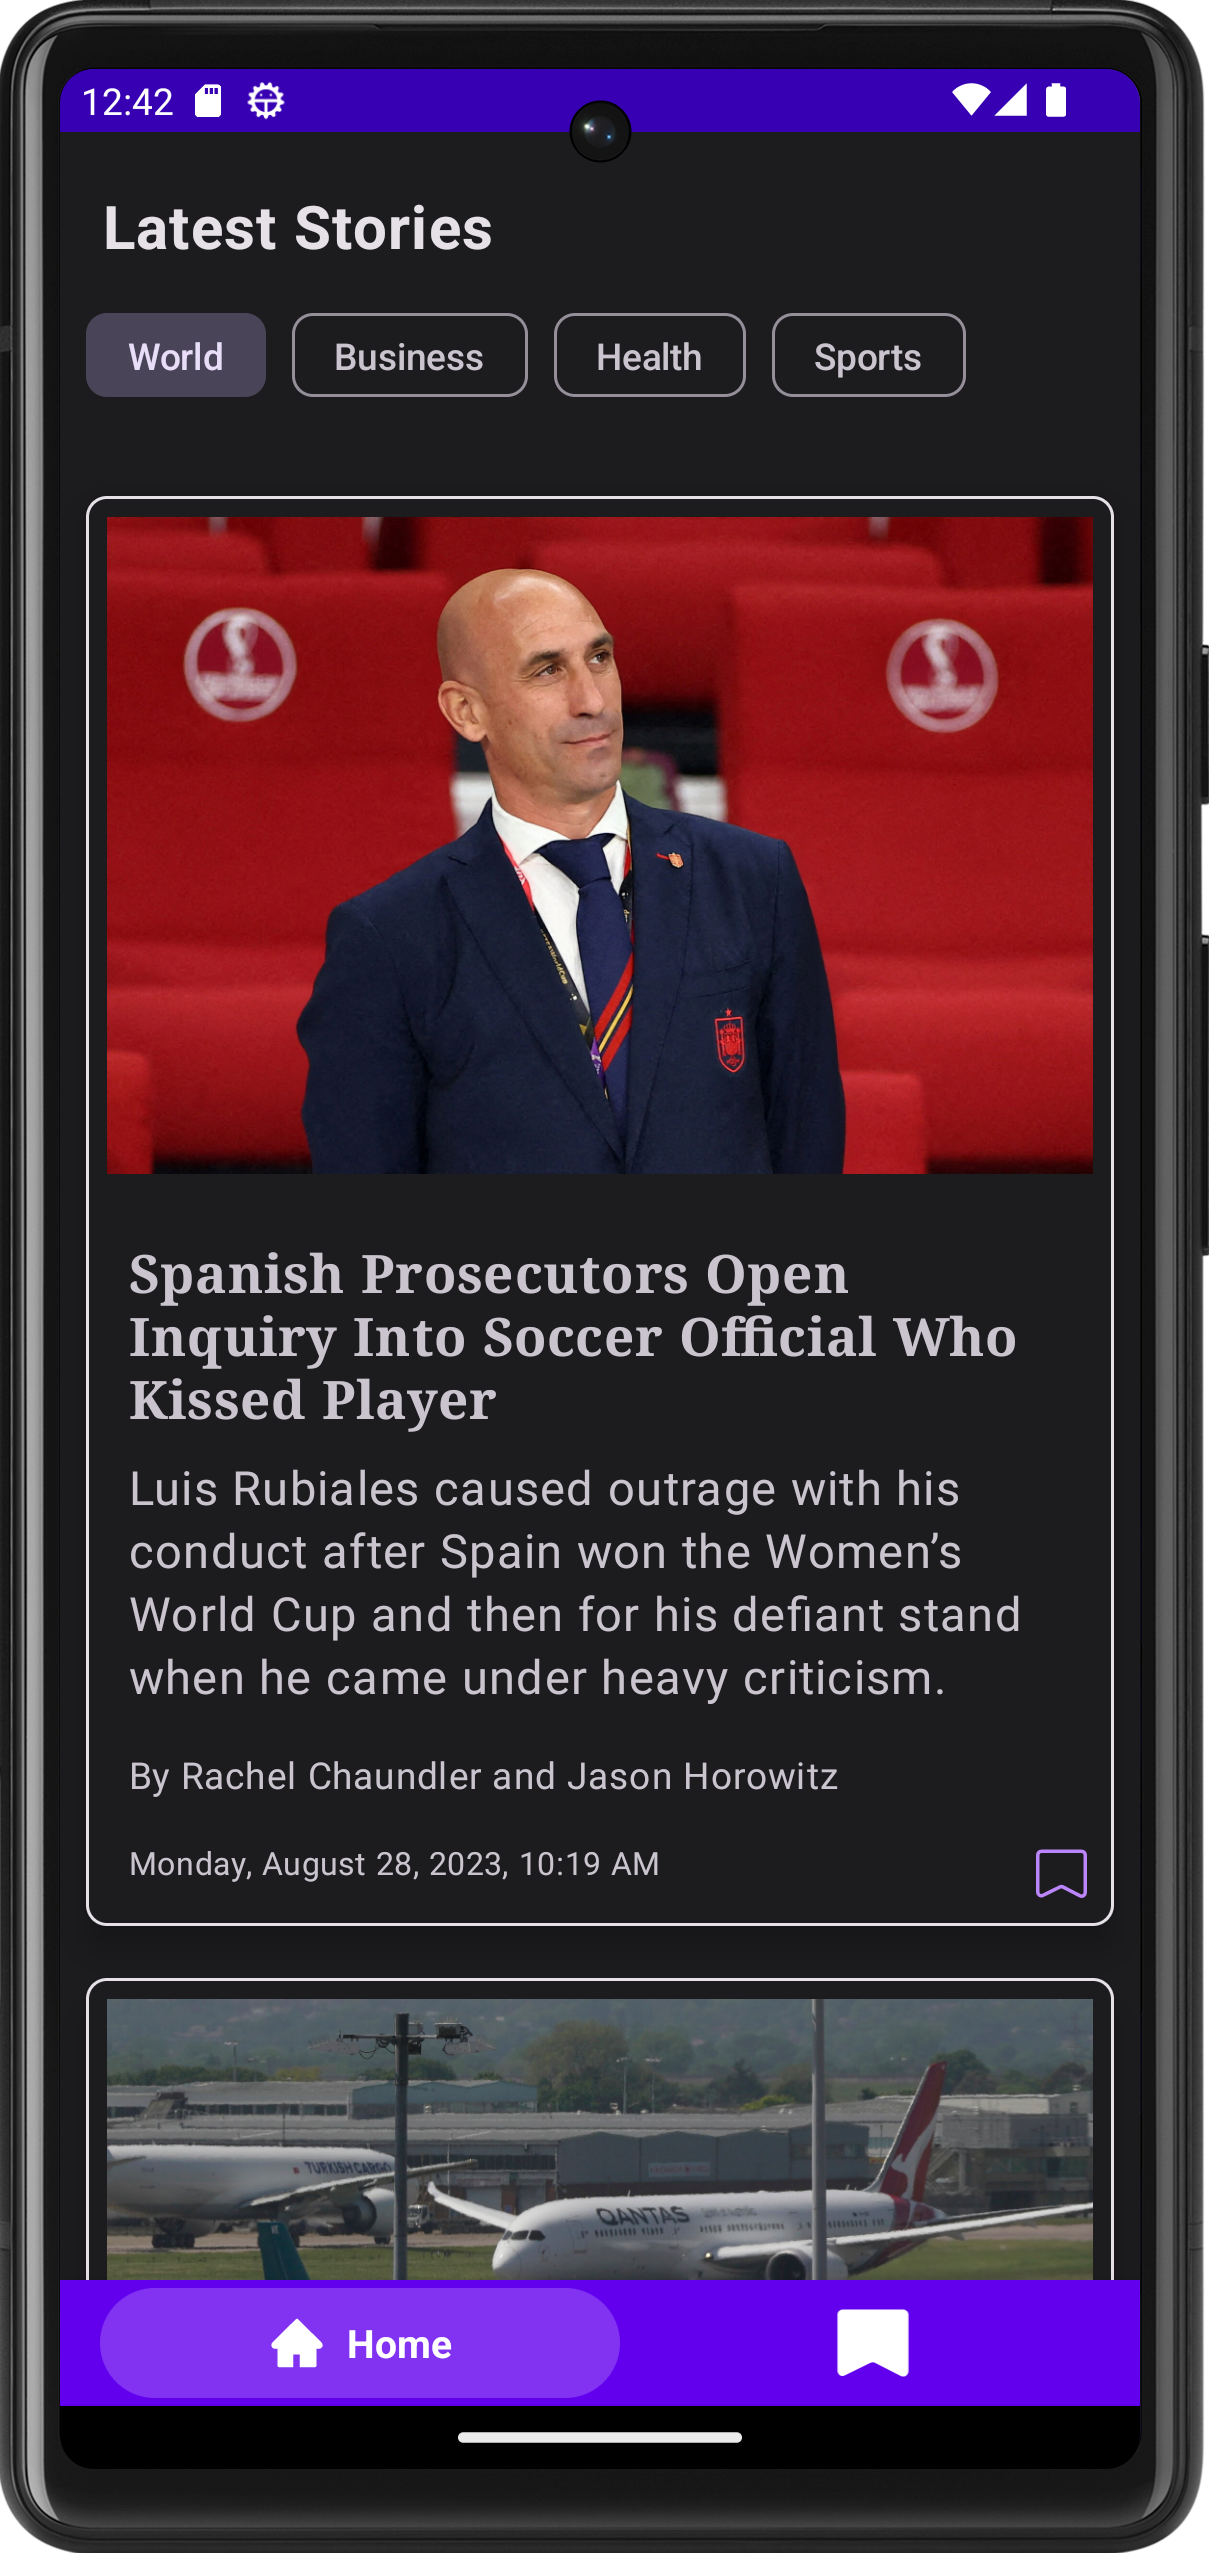 12:42
Latest Stories
World Business Health Sports
Spanish Prosecutors Open
Inquiry Into Soccer Official Who
Kissed Player
Luis Rubiales caused outrage with his
conduct after Spain won the Women’s
World Cup and then for his defiant stand
when he came under heavy criticism.
By Rachel Chaundler and Jason Horowitz
Monday, August 28, 2023, 10:19 AM
TURKISH CARGO
QANTAS
Home